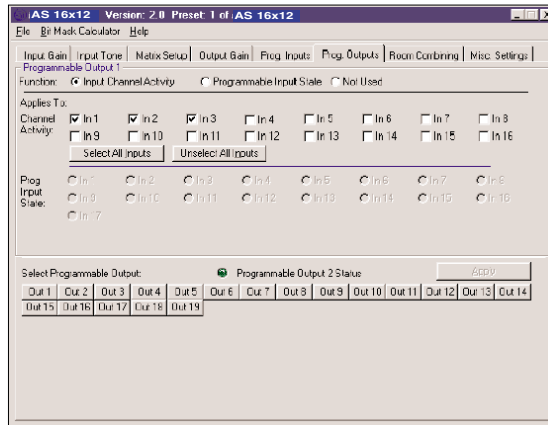 iAS 16x12 Version: 2.0 Preset: 1 of iAS 16x12
File Bit Mask Calculator Help
Input Gain Input Tone Matrix Setup Output Gain Prog. Inputs Prog. Outputs Room Combining Misc. Settings
Programmable Output 1
Function: Input Channel Activity Programmable Input State Not Used
Applies To:
Channel Activity: In 1 In 2 In 3 In 4 In 5 In 6 In 7 In 8
In 9 In 10 In 11 In 12 In 13 In 14 In 15 In 16
Select All Inputs Unselect All Inputs
Prog Input State: In 1 In 2 In 3 In 4 In 5 In 6 In 7 In 8
In 9 In 10 In 11 In 12 In 13 In 14 In 15 In 16
In 17
Select Programmable Output: Programmable Output 2 Status Apply
Out 1 Out 2 Out 3 Out 4 Out 5 Out 6 Out 7 Out 8 Out 9 Out 10 Out 11 Out 12 Out 13 Out 14
Out 15 Out 16 Out 17 Out 18 Out 19